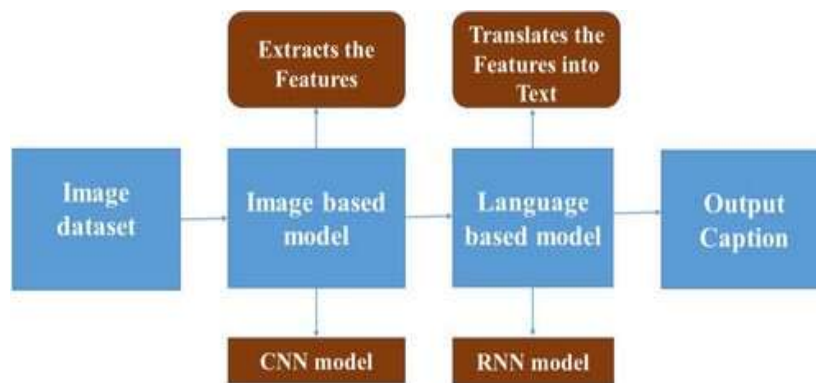 Extracts the
Features
Translates the
Features into
Text
Image
dataset
Image based
model
Language
based model
Output
Caption
CNN model
RNN model